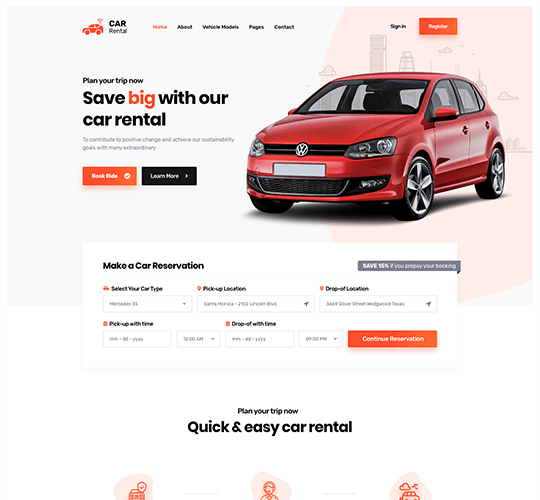 CAR
Rental
Home About Vehicle Models Pages Contact
Sign in
Register
Plan your trip now
Save big with our
car rental
To contribute to positive change and achieve our sustainability
goals with many extraordinary
Book Ride
Learn More
Make a Car Reservation
SAVE 15% if you prepay your booking
Select Your Car Type Pick-up Location Drop-of Location
Mercedes 35 Santa Monica - 2102 Lincoln Blvd 3669 Oliver Street Wedgwood Texas
Pick-up with time Drop-of with time
mm - dd - yyyy 12:00 AM mm - dd - yyyy 09:00 PM Continue Reservation
Plan your trip now
Quick & easy car rental